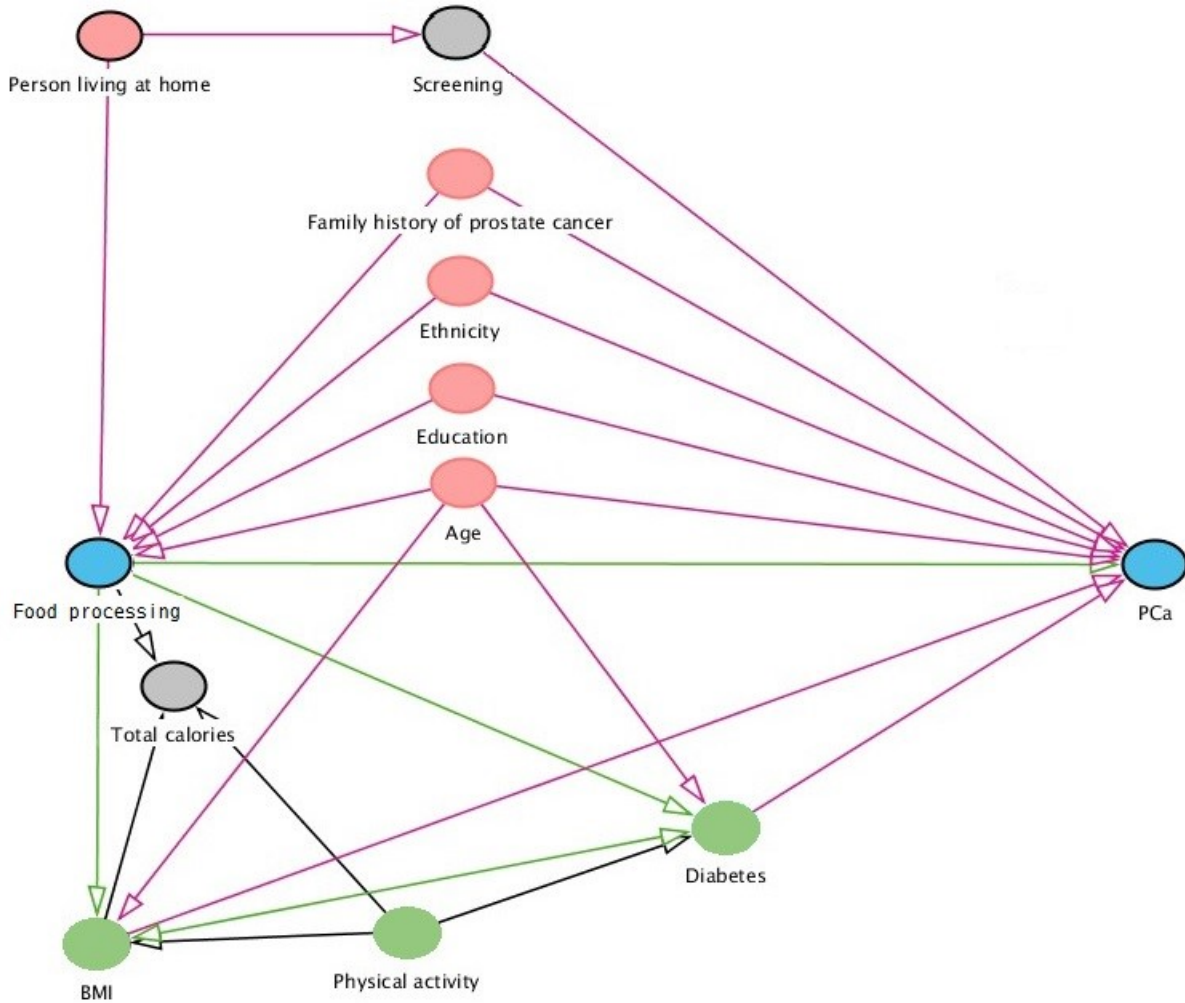 Person living at home
Screening
Family history of prostate cancer
Ethnicity
Education
Age
Food processing
PCa
Total calories
Diabetes
Physical activity
BMI